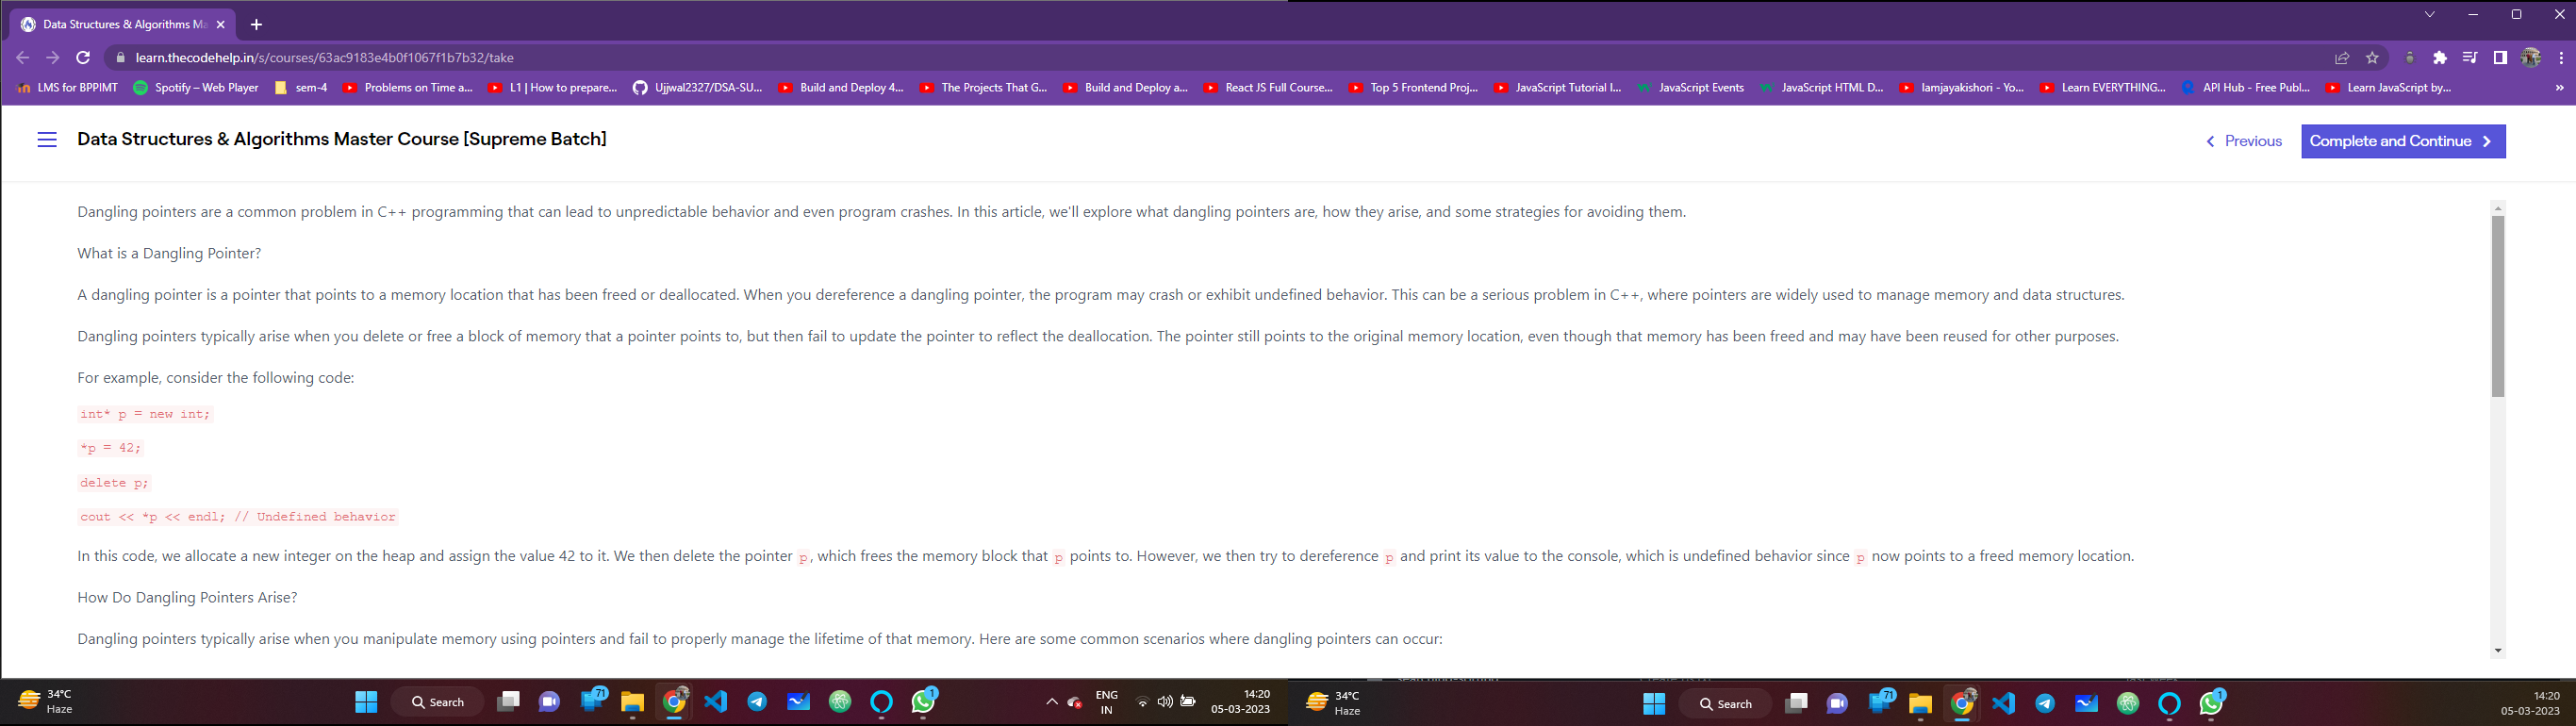 Data Structures & Algorithms Ma
learn.thecodehelp.in/s/courses/63ac9183e4b0f1067f1b7b32/take
LMS for BPPIMT Spotify – Web Player sem-4 Problems on Time a... L1 | How to prepare... Ujjwal2327/DSA-SU... Build and Deploy 4... The Projects That G... Build and Deploy a... React JS Full Course... Top 5 Frontend Proj... JavaScript Tutorial I... JavaScript Events JavaScript HTML D... Iamjayakishori - Yo... Learn EVERYTHING... API Hub - Free Publ... Learn JavaScript by... »
Data Structures & Algorithms Master Course [Supreme Batch]
Previous Complete and Continue
Dangling pointers are a common problem in C++ programming that can lead to unpredictable behavior and even program crashes. In this article, we'll explore what dangling pointers are, how they arise, and some strategies for avoiding them.
What is a Dangling Pointer?
A dangling pointer is a pointer that points to a memory location that has been freed or deallocated. When you dereference a dangling pointer, the program may crash or exhibit undefined behavior. This can be a serious problem in C++, where pointers are widely used to manage memory and data structures.
Dangling pointers typically arise when you delete or free a block of memory that a pointer points to, but then fail to update the pointer to reflect the deallocation. The pointer still points to the original memory location, even though that memory has been freed and may have been reused for other purposes.
For example, consider the following code:
int* p = new int;
*p = 42;
delete p;
cout << *p << endl; // Undefined behavior
In this code, we allocate a new integer on the heap and assign the value 42 to it. We then delete the pointer p, which frees the memory block that p points to. However, we then try to dereference p and print its value to the console, which is undefined behavior since p now points to a freed memory location.
How Do Dangling Pointers Arise?
Dangling pointers typically arise when you manipulate memory using pointers and fail to properly manage the lifetime of that memory. Here are some common scenarios where dangling pointers can occur:
34°C
Haze
Search
71
1
ENG
IN
14:20
05-03-2023
34°C
Haze
Search
71
1
14:20
05-03-2023